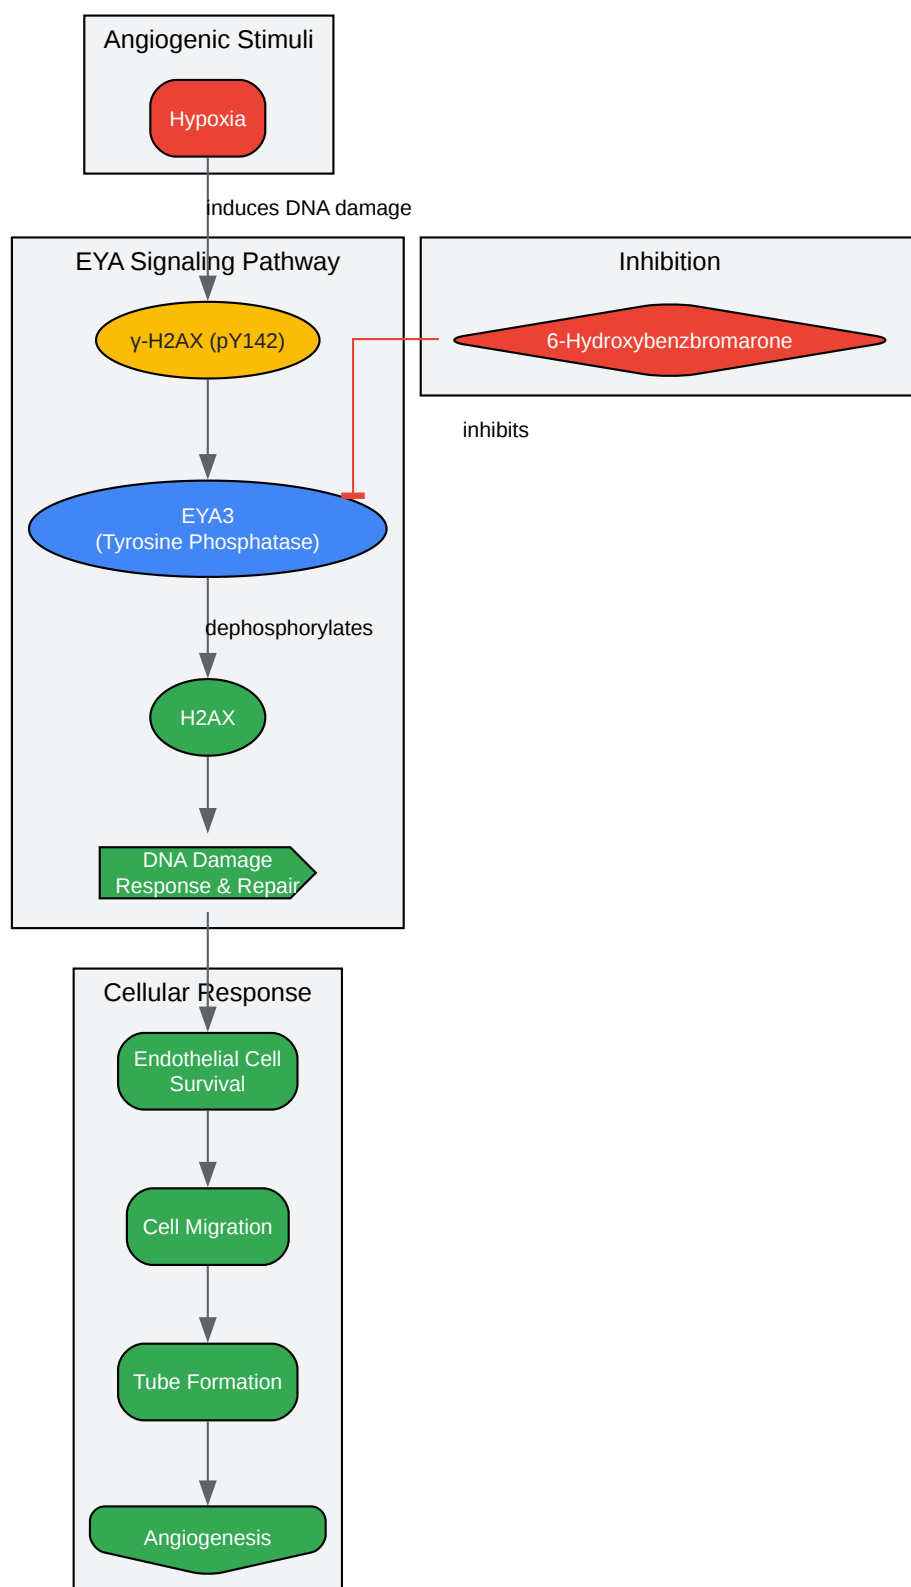 Angiogenic Stimuli
Hypoxia
induces DNA damage
EYA Signaling Pathway
Inhibition
γ-H2AX (pY142)
6-Hydroxybenzbromarone
inhibits
EYA3
(Tyrosine Phosphatase)
dephosphorylates
H2AX
DNA Damage
Response & Repair
Cellular Response
Endothelial Cell
Survival
Cell Migration
Tube Formation
Angiogenesis